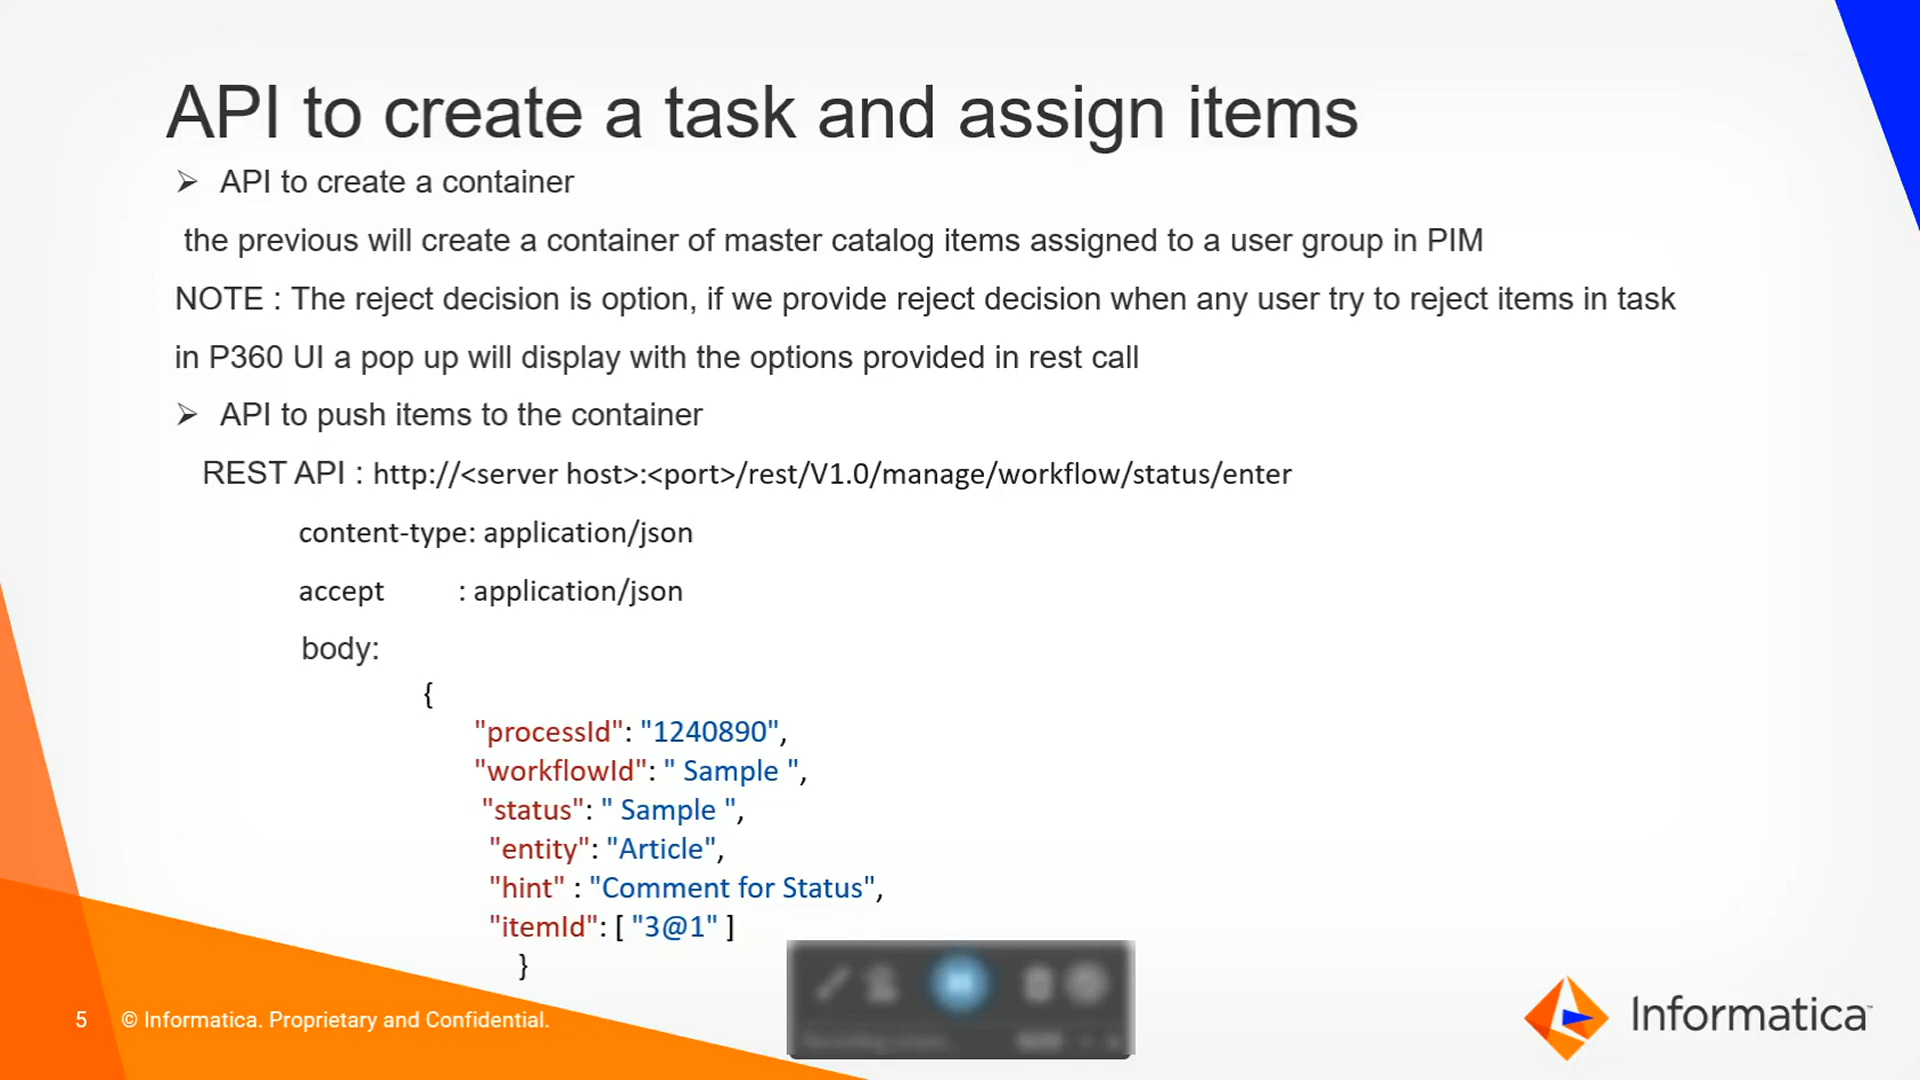 API to create a task and assign items
➢ API to create a container
the previous will create a container of master catalog items assigned to a user group in PIM
NOTE : The reject decision is option, if we provide reject decision when any user try to reject items in task
in P360 UI a pop up will display with the options provided in rest call
➢ API to push items to the container
REST API : http://<server host>:<port>/rest/V1.0/manage/workflow/status/enter
content-type: application/json
accept : application/json
body:
{
"processId": "1240890",
"workflowId": " Sample ",
"status": " Sample ",
"entity": "Article",
"hint" : "Comment for Status",
"itemId": [ "3@1" ]
}
5 © Informatica. Proprietary and Confidential.
Informatica™